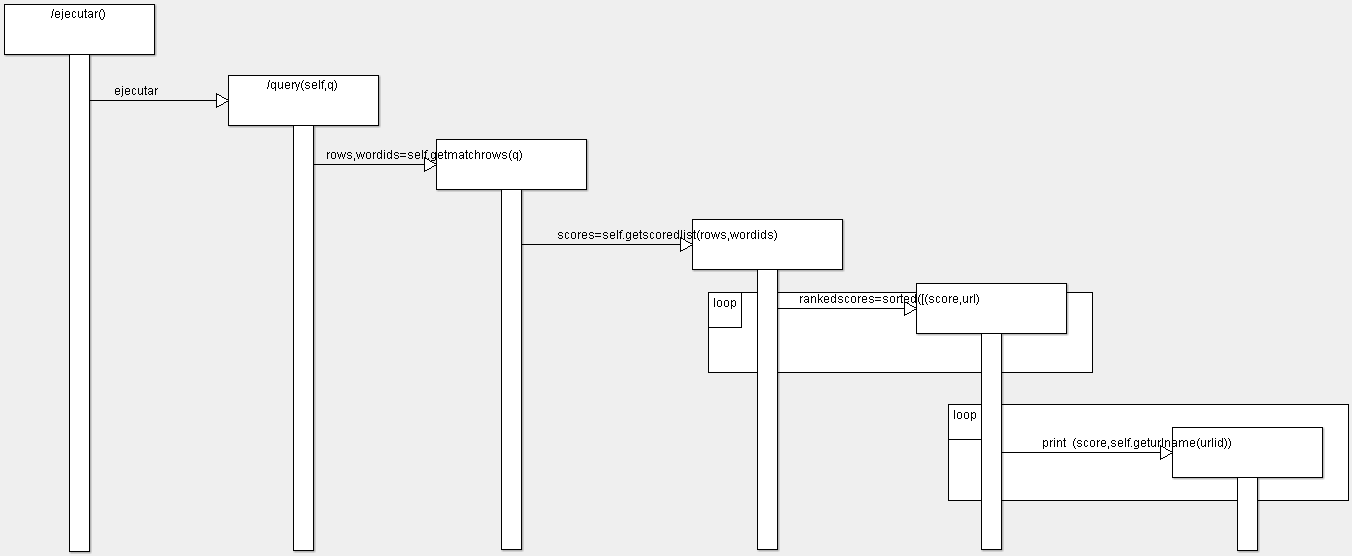 /ejecutar()
ejecutar
/query(self,q)
rows,wordids=self.getmatchrows(q)
scores=self.getscoredlist(rows,wordids)
loop
rankedscores=sorted([(score,url)
loop
print (score,self.geturlname(urlid))